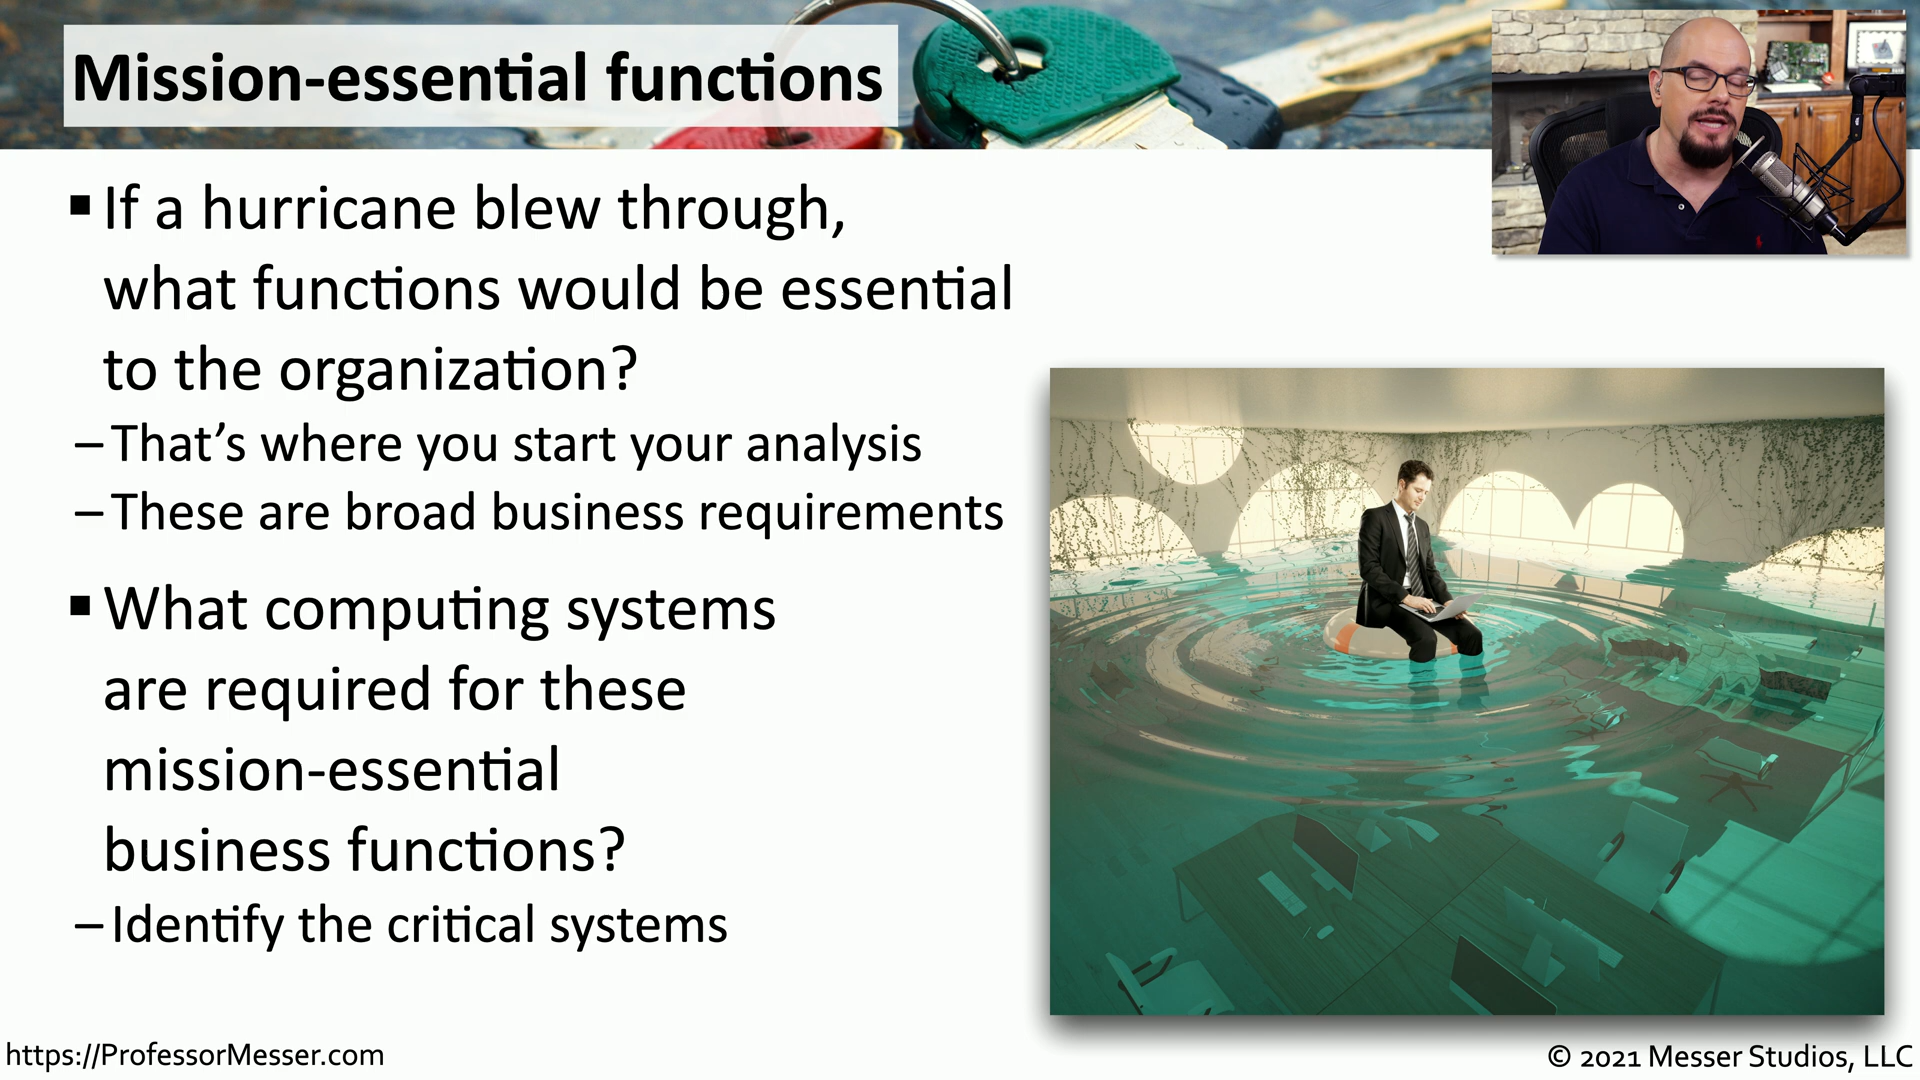 Mission-essential functions
▪ If a hurricane blew through,
what functions would be essential
to the organization?
– That’s where you start your analysis
– These are broad business requirements
▪ What computing systems
are required for these
mission-essential
business functions?
– Identify the critical systems
https://ProfessorMesser.com
© 2021 Messer Studios, LLC